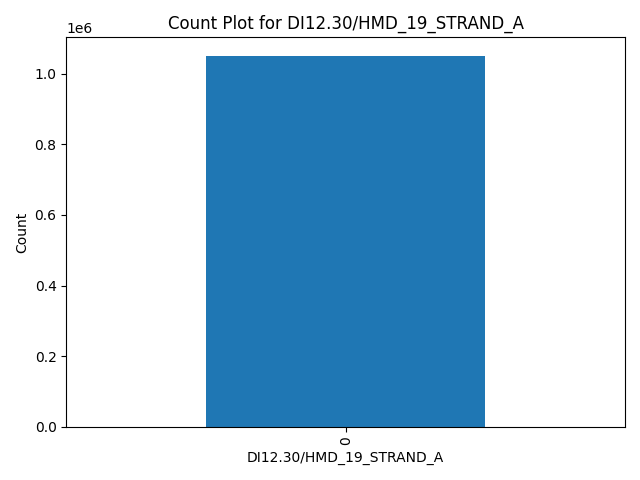 Count Plot for DI12.30/HMD_19_STRAND_A
1e6
1.0
0.8
0.6
0.4
0.2
0.0
Count
0
DI12.30/HMD_19_STRAND_A